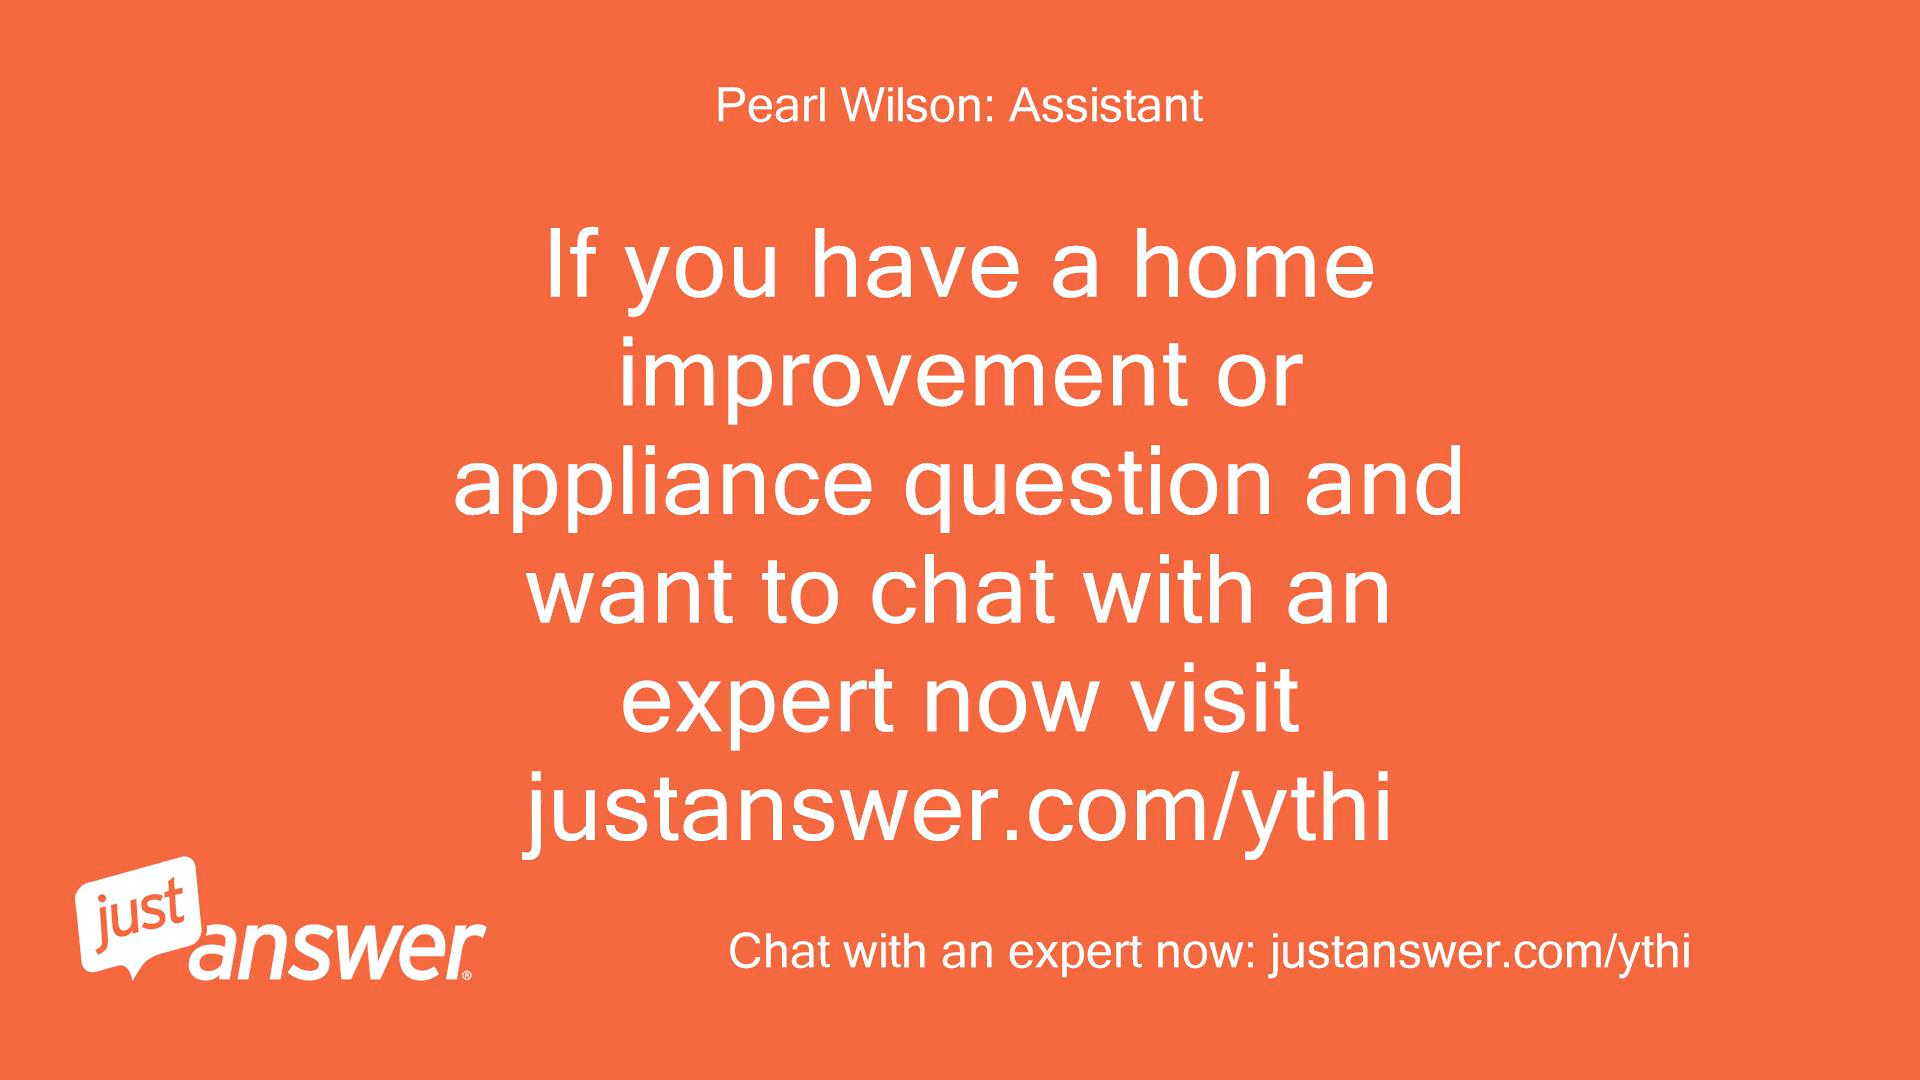 Pearl Wilson: Assistant
If you have a home
improvement or
appliance question and
want to chat with an
expert now visit
justanswer.com/ythi
just
answer®
Chat with an expert now: justanswer.com/ythi